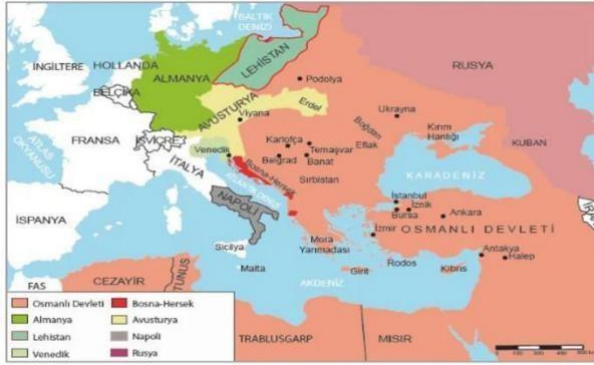 BALTIK
DENİZİ
İNGİLTERE
HOLLANDA
ALMANYA
LEHİSTAN
RUSYA
BELÇİKA
Podolya
AVUSTURYA
Viyana
Erdel
Ukrayna
Boğdan
Kırım
Hanlığı
KUBAN
ATLAS
OKYANUSU
FRANSA
İSVİÇRE
Venedik
Karlofça
Temaşvar
Eflak
Belgrad
Banat
İTALYA
Bosna-Hersek
Sırbistan
KARADENİZ
NAPOLİ
İSPANYA
İstanbul
İznik
Bursa
Ankara
İzmir
OSMANLI DEVLETİ
Sicilya
Mora
Yarımadası
Antakya
Halep
Malta
Girit
Rodos
Kıbrıs
FAS
CEZAYİR
TUNUS
AKDENİZ
TRABLUSGARP
MISIR
Osmanlı Devleti
Bosna-Hersek
Almanya
Avusturya
Lehistan
Napoli
Venedik
Rusya